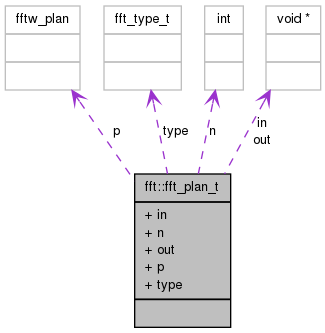 fftw_plan fft_type_t int void *
p type n in
out
fft::fft_plan_t
+ in
+ n
+ out
+ p
+ type